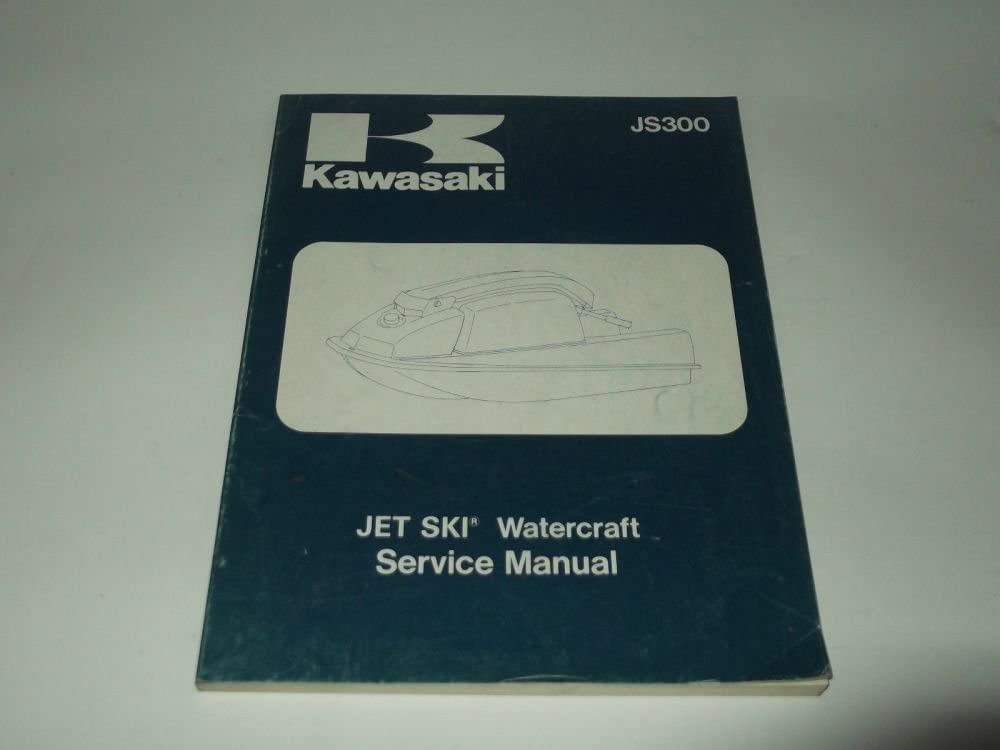 JS300
Kawasaki
JET SKI® Watercraft
Service Manual